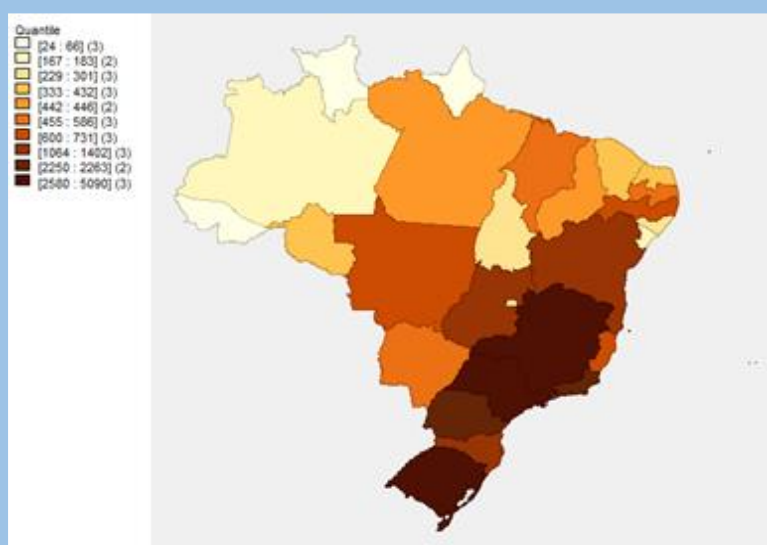 Quantile
[24 : 66] (3)
[167 : 183] (2)
[229 : 301] (3)
[333 : 432] (3)
[442 : 446] (2)
[455 : 586] (3)
[600 : 731] (3)
[1064 : 1402] (3)
[2250 : 2263] (2)
[2580 : 5090] (3)